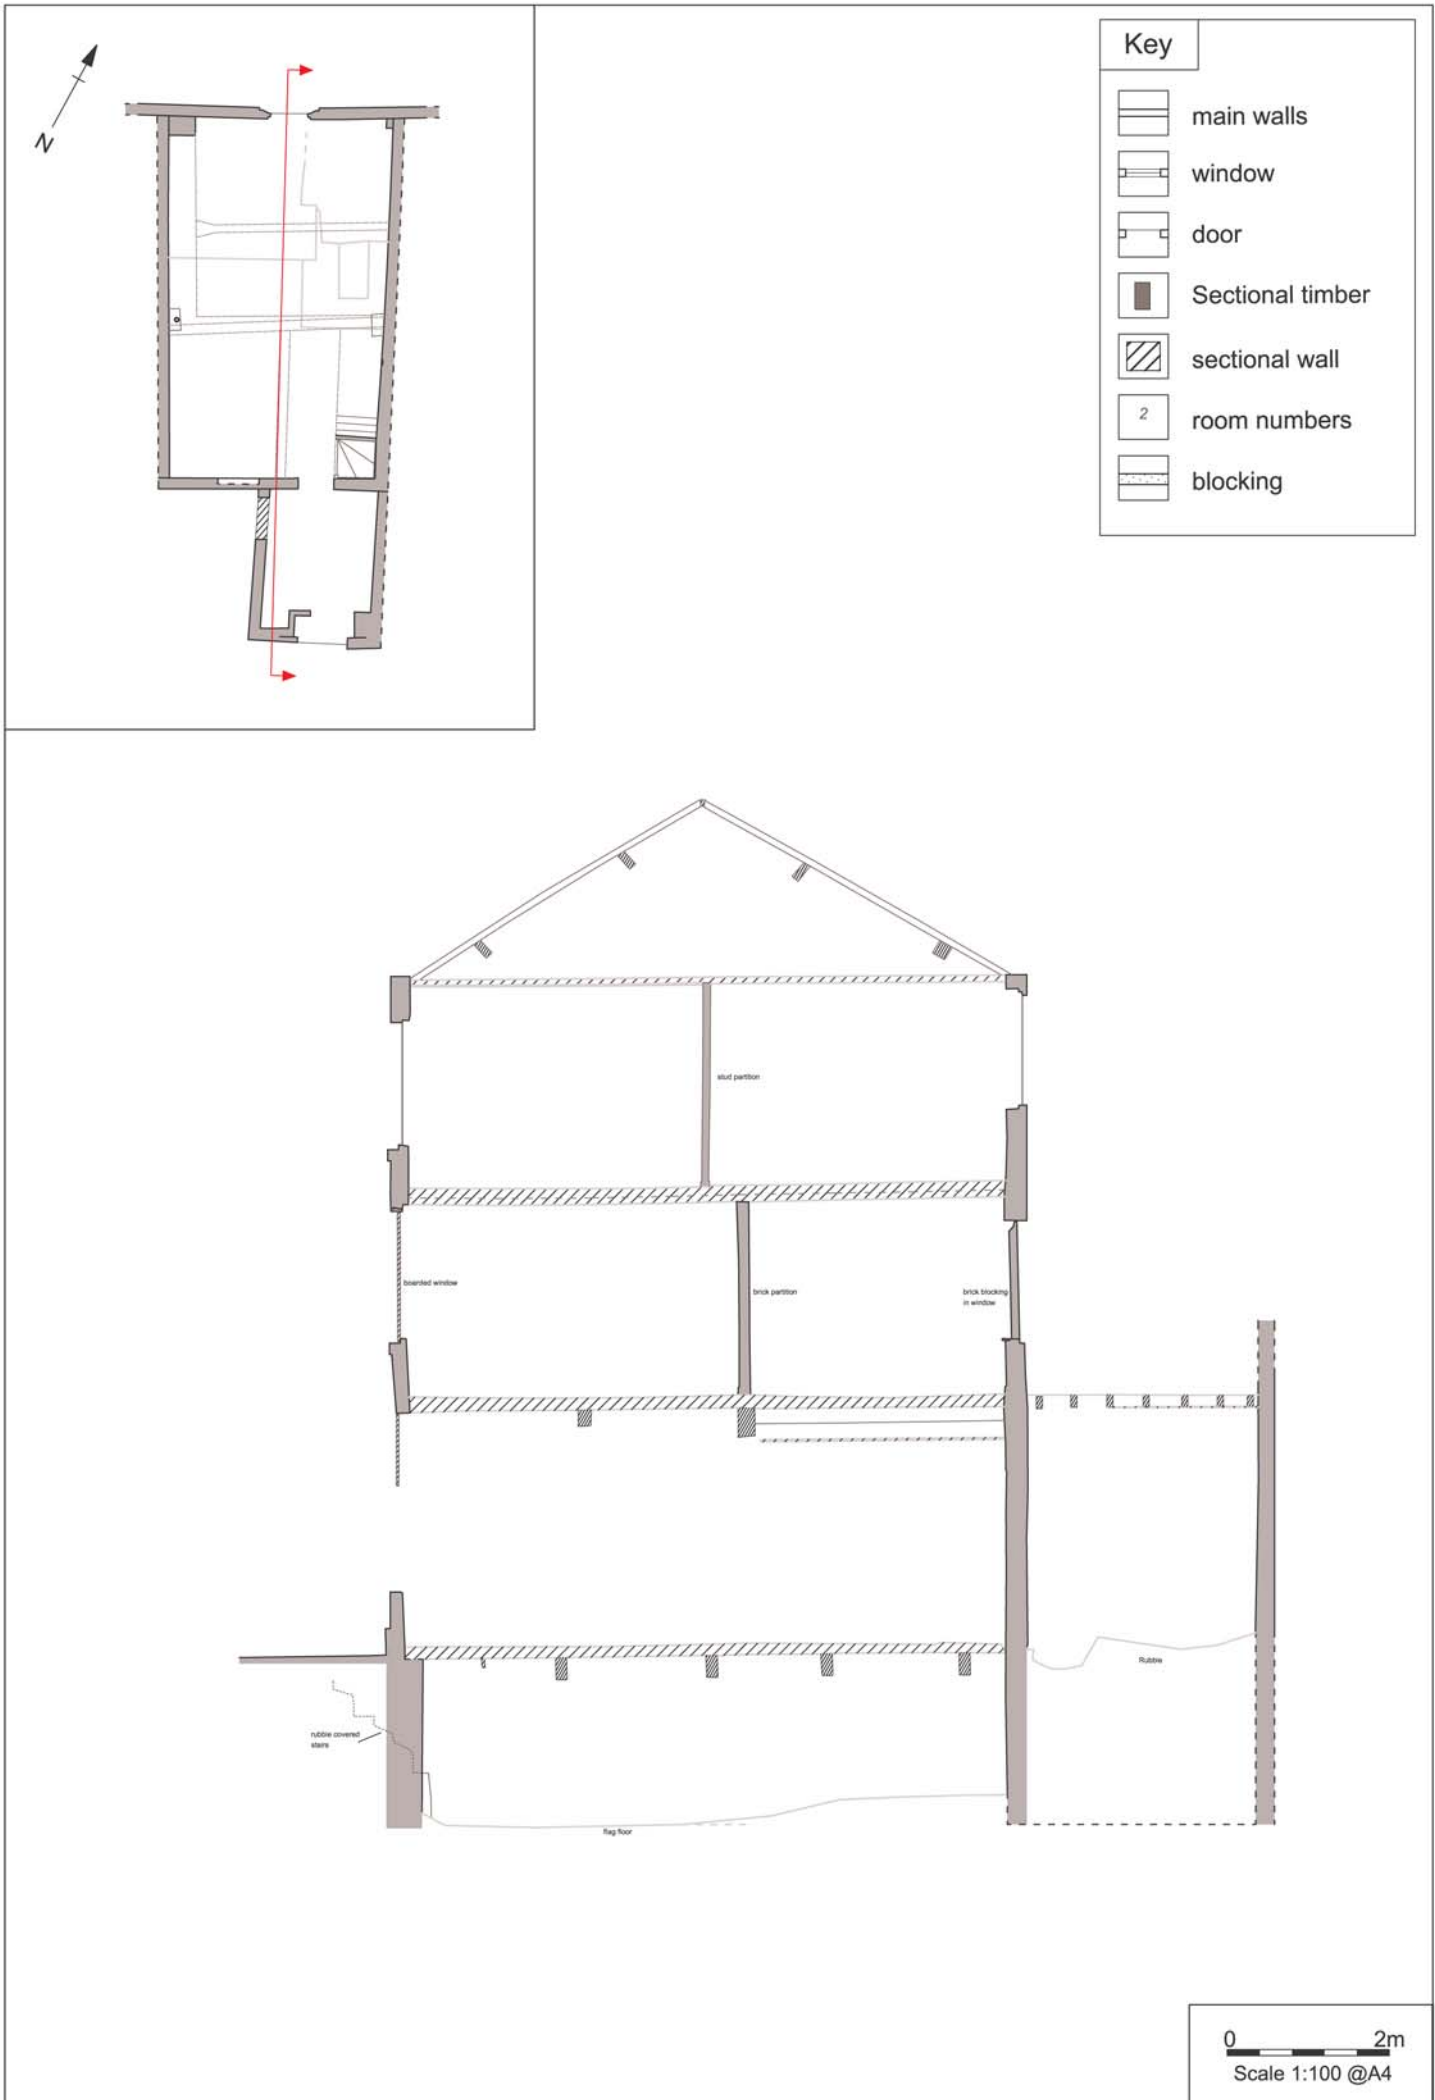 N
Key
main walls
window
door
Sectional timber
sectional wall
2
room numbers
blocking
stud partition
boarded window
brick partition
brick blocking
in window
Rubble
rubble covered
stairs
flag floor
0 2m
Scale 1:100 @A4